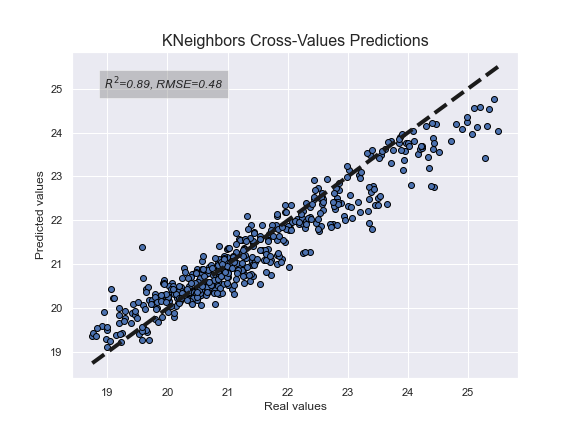 KNeighbors Cross-Values Predictions
R²=0.89, RMSE=0.48
25
24
23
22
21
20
19
Predicted values
19 20 21 22 23 24 25
Real values